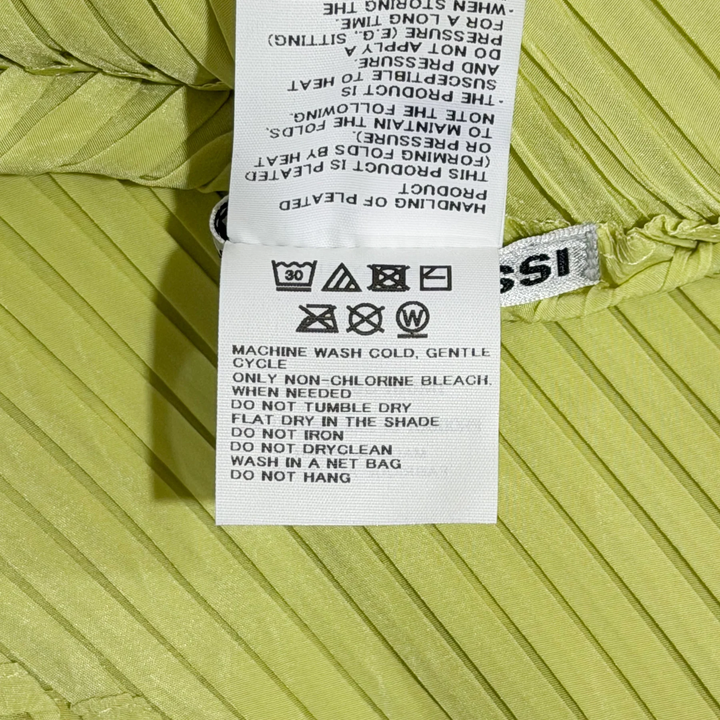 HANDLING OF PLEATED
PRODUCT
THIS PRODUCT IS PLEATED
(FORMING FOLDS BY HEAT
OR PRESSURE).
TO MAINTAIN THE FOLDS.
NOTE THE FOLLOWING.
・THE PRODUCT IS
SUSCEPTIBLE TO HEAT
AND PRESSURE.
DO NOT APPLY A
PRESSURE (E.G., SITTING)
FOR A LONG TIME.
・WHEN STORING THE
SSI
30
W
MACHINE WASH COLD, GENTLE
CYCLE
ONLY NON-CHLORINE BLEACH.
WHEN NEEDED
DO NOT TUMBLE DRY
FLAT DRY IN THE SHADE
DO NOT IRON
DO NOT DRYCLEAN
WASH IN A NET BAG
DO NOT HANG